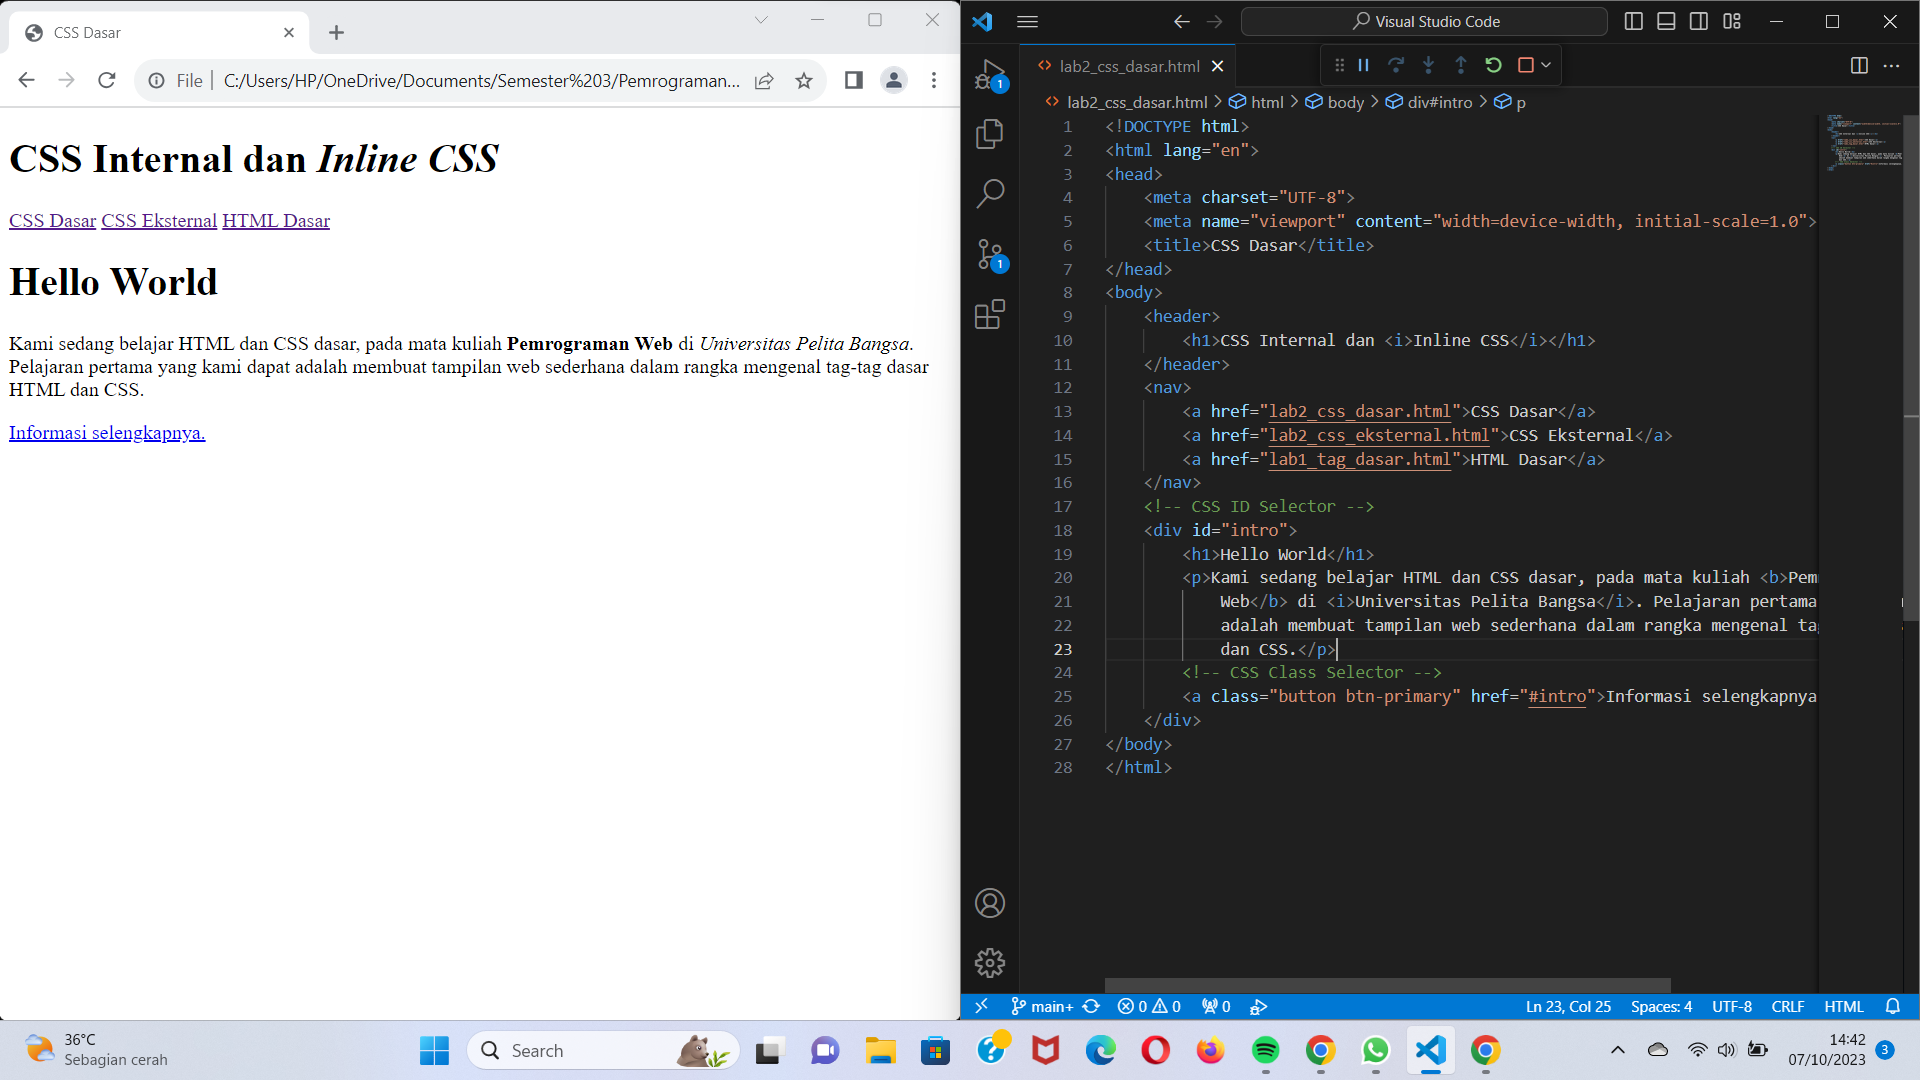 CSS Dasar
File
C:/Users/HP/OneDrive/Documents/Semester%203/Pemrograman...
CSS Internal dan Inline CSS
CSS Dasar CSS Eksternal HTML Dasar
Hello World
Kami sedang belajar HTML dan CSS dasar, pada mata kuliah Pemrograman Web di Universitas Pelita Bangsa.
Pelajaran pertama yang kami dapat adalah membuat tampilan web sederhana dalam rangka mengenal tag-tag dasar
HTML dan CSS.
Informasi selengkapnya.
Visual Studio Code
1
1
lab2_css_dasar.html
lab2_css_dasar.html > html > body > div#intro > p
1 <!DOCTYPE html>
2 <html lang="en">
3 <head>
4 <meta charset="UTF-8">
5 <meta name="viewport" content="width=device-width, initial-scale=1.0">
6 <title>CSS Dasar</title>
7 </head>
8 <body>
9 <header>
10 <h1>CSS Internal dan <i>Inline CSS</i></h1>
11 </header>
12 <nav>
13 <a href="lab2_css_dasar.html">CSS Dasar</a>
14 <a href="lab2_css_eksternal.html">CSS Eksternal</a>
15 <a href="lab1_tag_dasar.html">HTML Dasar</a>
16 </nav>
17 <!-- CSS ID Selector -->
18 <div id="intro">
19 <h1>Hello World</h1>
20 <p>Kami sedang belajar HTML dan CSS dasar, pada mata kuliah <b>Pem
21 Web</b> di <i>Universitas Pelita Bangsa</i>. Pelajaran pertama
22 adalah membuat tampilan web sederhana dalam rangka mengenal tag
23 dan CSS.</p>
24 <!-- CSS Class Selector -->
25 <a class="button btn-primary" href="#intro">Informasi selengkapnya
26 </div>
27 </body>
28 </html>
main+ 0 0 0 Ln 23, Col 25 Spaces: 4 UTF-8 CRLF HTML
36°C
Sebagian cerah
Search
14:42
07/10/2023
3